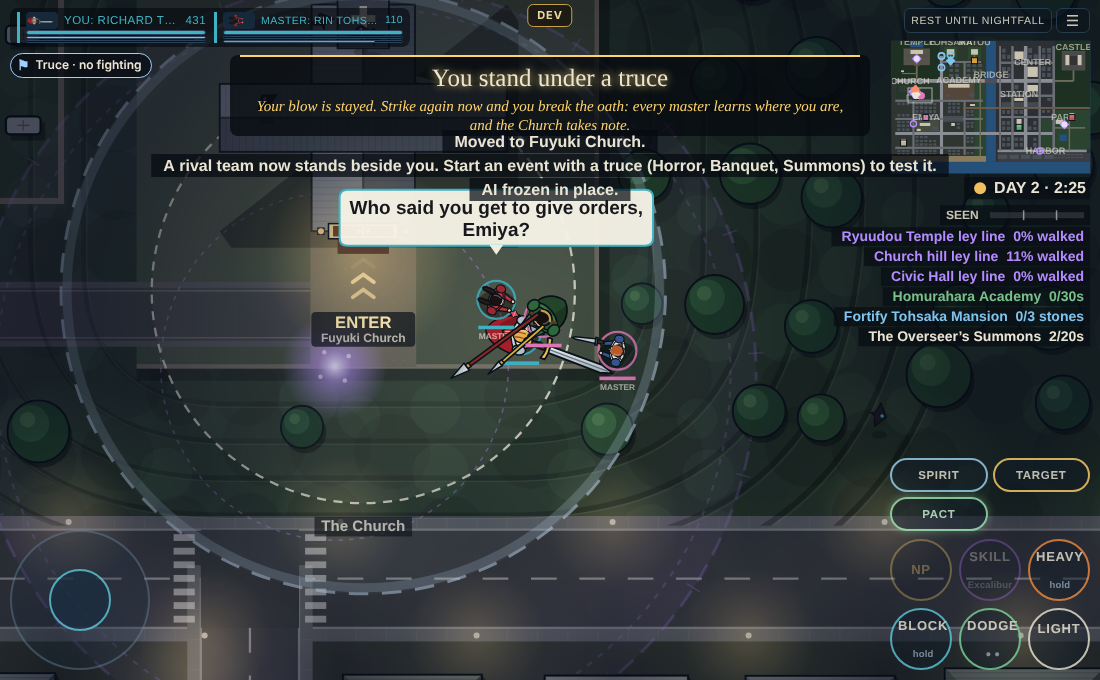 YOU: RICHARD T… 431
MASTER: RIN TOHS… 110
DEV
REST UNTIL NIGHTFALL
Truce · no fighting
You stand under a truce
Your blow is stayed. Strike again now and you break the oath: every master learns where you are,
and the Church takes note.
Moved to Fuyuki Church.
A rival team now stands beside you. Start an event with a truce (Horror, Banquet, Summons) to test it.
AI frozen in place.
Who said you get to give orders,
Emiya?
CASTLE
CENTER
BRIDGE
CHURCH
ACADEMY
STATION
HARBOR
DAY 2 · 2:25
SEEN
Ryuudou Temple ley line 0% walked
Church hill ley line 11% walked
Civic Hall ley line 0% walked
Homurahara Academy 0/30s
Fortify Tohsaka Mansion 0/3 stones
The Overseer's Summons 2/20s
ENTER
Fuyuki Church
MASTER
The Church
SPIRIT
TARGET
PACT
NP
SKILL
Excalibur
HEAVY
hold
BLOCK
hold
DODGE
LIGHT